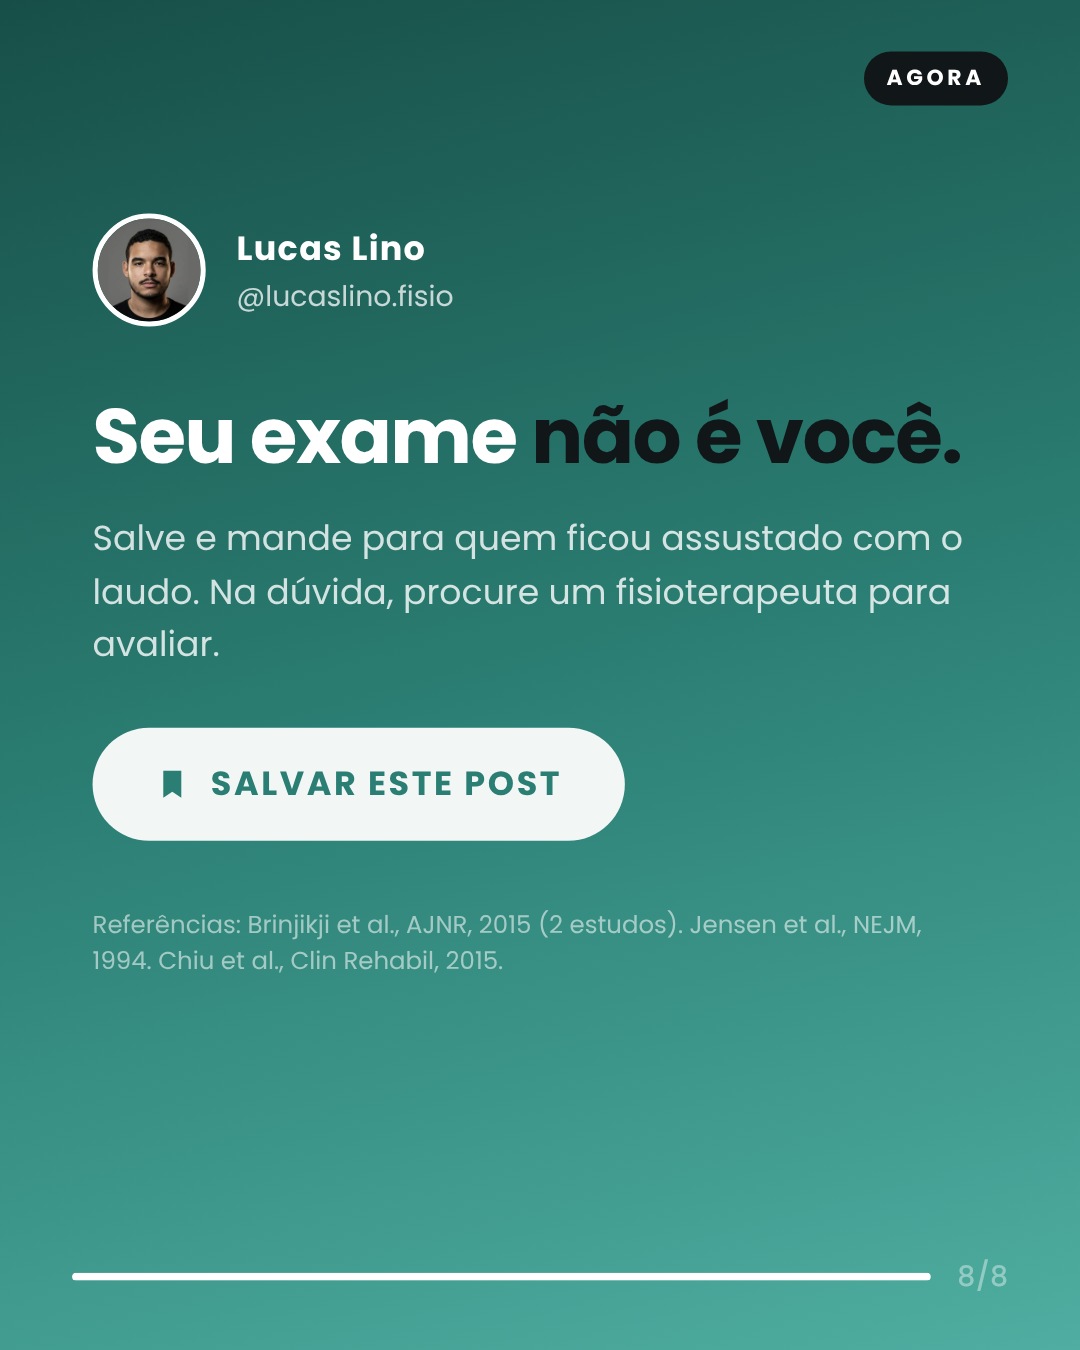 AGORA
Lucas Lino
@lucaslino.fisio
Seu exame não é você.
Salve e mande para quem ficou assustado com o
laudo. Na dúvida, procure um fisioterapeuta para
avaliar.
SALVAR ESTE POST
Referências: Brinjikji et al., AJNR, 2015 (2 estudos). Jensen et al., NEJM,
1994. Chiu et al., Clin Rehabil, 2015.
8/8